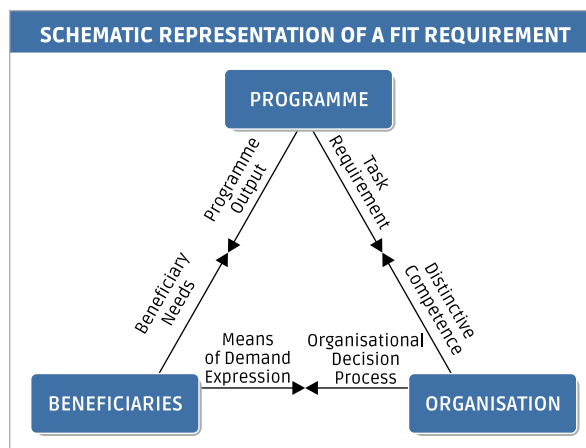 SCHEMATIC REPRESENTATION OF A FIT REQUIREMENT
PROGRAMME
Programme
Output
Task
Requirement
Beneficiary
Needs
Distinctive
Competence
Means
of Demand
Expression
Organisational
Decision
Process
BENEFICIARIES
ORGANISATION